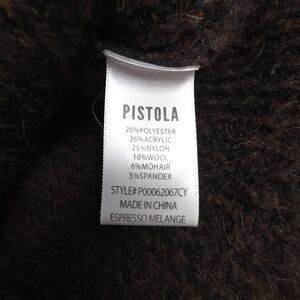 PISTOLA
28%POLYESTER
26%ACRYLIC
25%NYLON
10%WOOL
6%MOHAIR
5%SPANDEX
STYLE# P00062067CY
MADE IN CHINA
ESPRESSO MELANGE